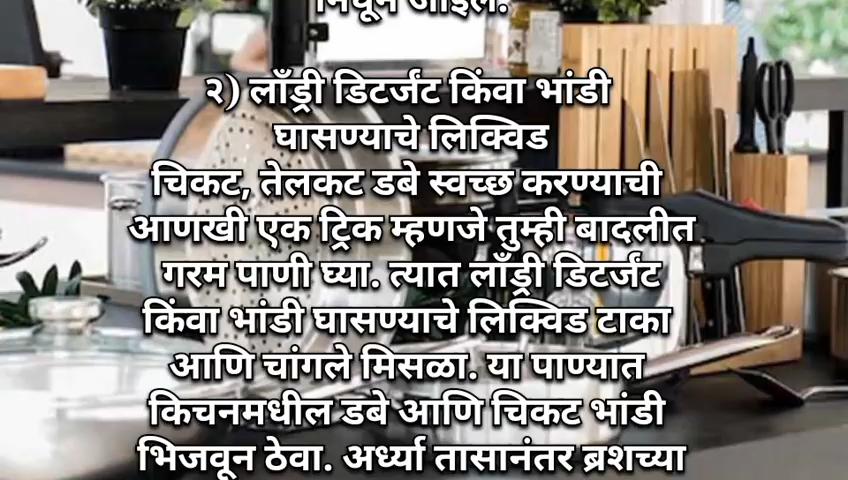 २) लाँड्री डिटर्जंट किंवा भांडी
घासण्याचे लिक्विड
चिकट, तेलकट डबे स्वच्छ करण्याची
आणखी एक ट्रिक म्हणजे तुम्ही बादलीत
गरम पाणी घ्या. त्यात लाँड्री डिटर्जंट
किंवा भांडी घासण्याचे लिक्विड टाका
आणि चांगले मिसळा. या पाण्यात
किचनमधील डबे आणि चिकट भांडी
भिजवून ठेवा. अर्ध्या तासानंतर ब्रशच्या